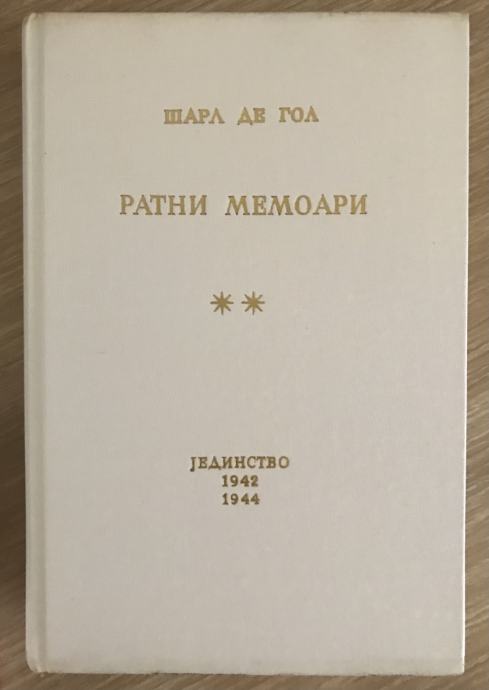 ШАРЛ ДЕ ГОЛ
РАТНИ МЕМОАРИ
ЈЕДИНСТВО
1942
1944